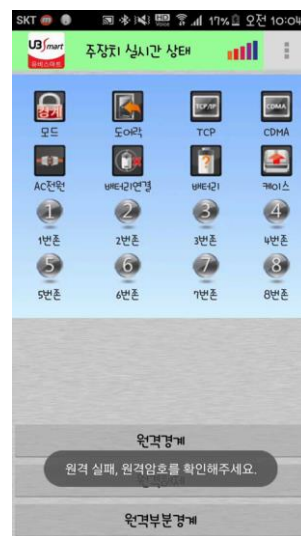 SKT 17% 오전 10:04
UBSmart 주장치 실시간 상태
유비스마트
경계 TCP/IP CDMA
모드 도어락 TCP CDMA
AC전원 배터리연결 배터리 케이스
1 2 3 4
1번존 2번존 3번존 4번존
5 6 7 8
5번존 6번존 7번존 8번존
원격경계
원격 실패, 원격암호를 확인해주세요.
원격부분경계